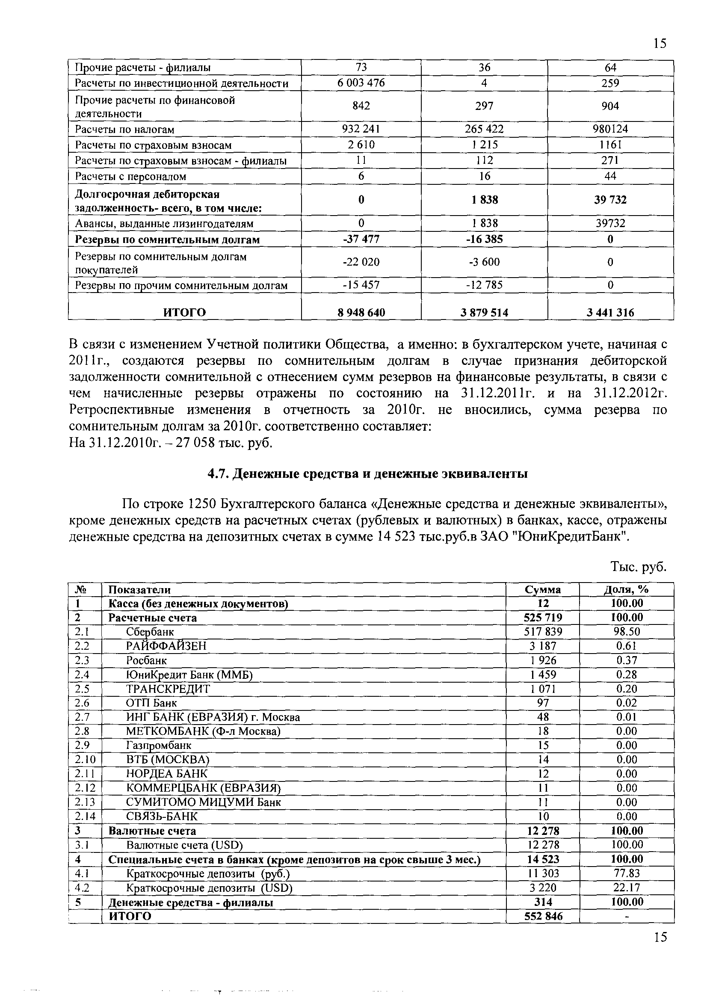 15
Прочие расчеты - филиалы 73 36 64
Расчеты по инвестиционной деятельности 6 003 476 4 259
Прочие расчеты по финансовой деятельности 842 297 904
Расчеты по налогам 932 241 265 422 980124
Расчеты по страховым взносам 2 610 1 215 1161
Расчеты по страховым взносам - филиалы 11 112 271
Расчеты с персоналом 6 16 44
Долгосрочная дебиторская задолженность- всего, в том числе: 0 1 838 39 732
Авансы, выданные лизингодателям 0 1 838 39732
Резервы по сомнительным долгам -37 477 -16 385 0
Резервы по сомнительным долгам покупателей -22 020 -3 600 0
Резервы по прочим сомнительным долгам -15 457 -12 785 0
ИТОГО 8 948 640 3 879 514 3 441 316
В связи с изменением Учетной политики Общества, а именно: в бухгалтерском учете, начиная с
2011г., создаются резервы по сомнительным долгам в случае признания дебиторской
задолженности сомнительной с отнесением сумм резервов на финансовые результаты, в связи с
чем начисленные резервы отражены по состоянию на 31.12.2011г. и на 31.12.2012г.
Ретроспективные изменения в отчетность за 2010г. не вносились, сумма резерва по
сомнительным долгам за 2010г. соответственно составляет:
На 31.12.2010г. – 27 058 тыс. руб.
4.7. Денежные средства и денежные эквиваленты
По строке 1250 Бухгалтерского баланса «Денежные средства и денежные эквиваленты»,
кроме денежных средств на расчетных счетах (рублевых и валютных) в банках, кассе, отражены
денежные средства на депозитных счетах в сумме 14 523 тыс.руб.в ЗАО "ЮниКредитБанк".
Тыс. руб.
№ Показатели Сумма Доля, %
1 Касса (без денежных документов) 12 100.00
2 Расчетные счета 525 719 100.00
2.1 Сбербанк 517 839 98.50
2.2 РАЙФФАЙЗЕН 3 187 0.61
2.3 Росбанк 1 926 0.37
2.4 ЮниКредит Банк (ММБ) 1 459 0.28
2.5 ТРАНСКРЕДИТ 1 071 0.20
2.6 ОТП Банк 97 0.02
2.7 ИНГ БАНК (ЕВРАЗИЯ) г. Москва 48 0.01
2.8 МЕТКОМБАНК (Ф-л Москва) 18 0.00
2.9 Газпромбанк 15 0.00
2.10 ВТБ (МОСКВА) 14 0.00
2.11 НОРДЕА БАНК 12 0.00
2.12 КОММЕРЦБАНК (ЕВРАЗИЯ) 11 0.00
2.13 СУМИТОМО МИЦУМИ Банк 11 0.00
2.14 СВЯЗЬ-БАНК 10 0.00
3 Валютные счета 12 278 100.00
3.1 Валютные счета (USD) 12 278 100.00
4 Специальные счета в банках (кроме депозитов на срок свыше 3 мес.) 14 523 100.00
4.1 Краткосрочные депозиты (руб.) 11 303 77.83
4.2 Краткосрочные депозиты (USD) 3 220 22.17
5 Денежные средства - филиалы 314 100.00
ИТОГО 552 846 -
15